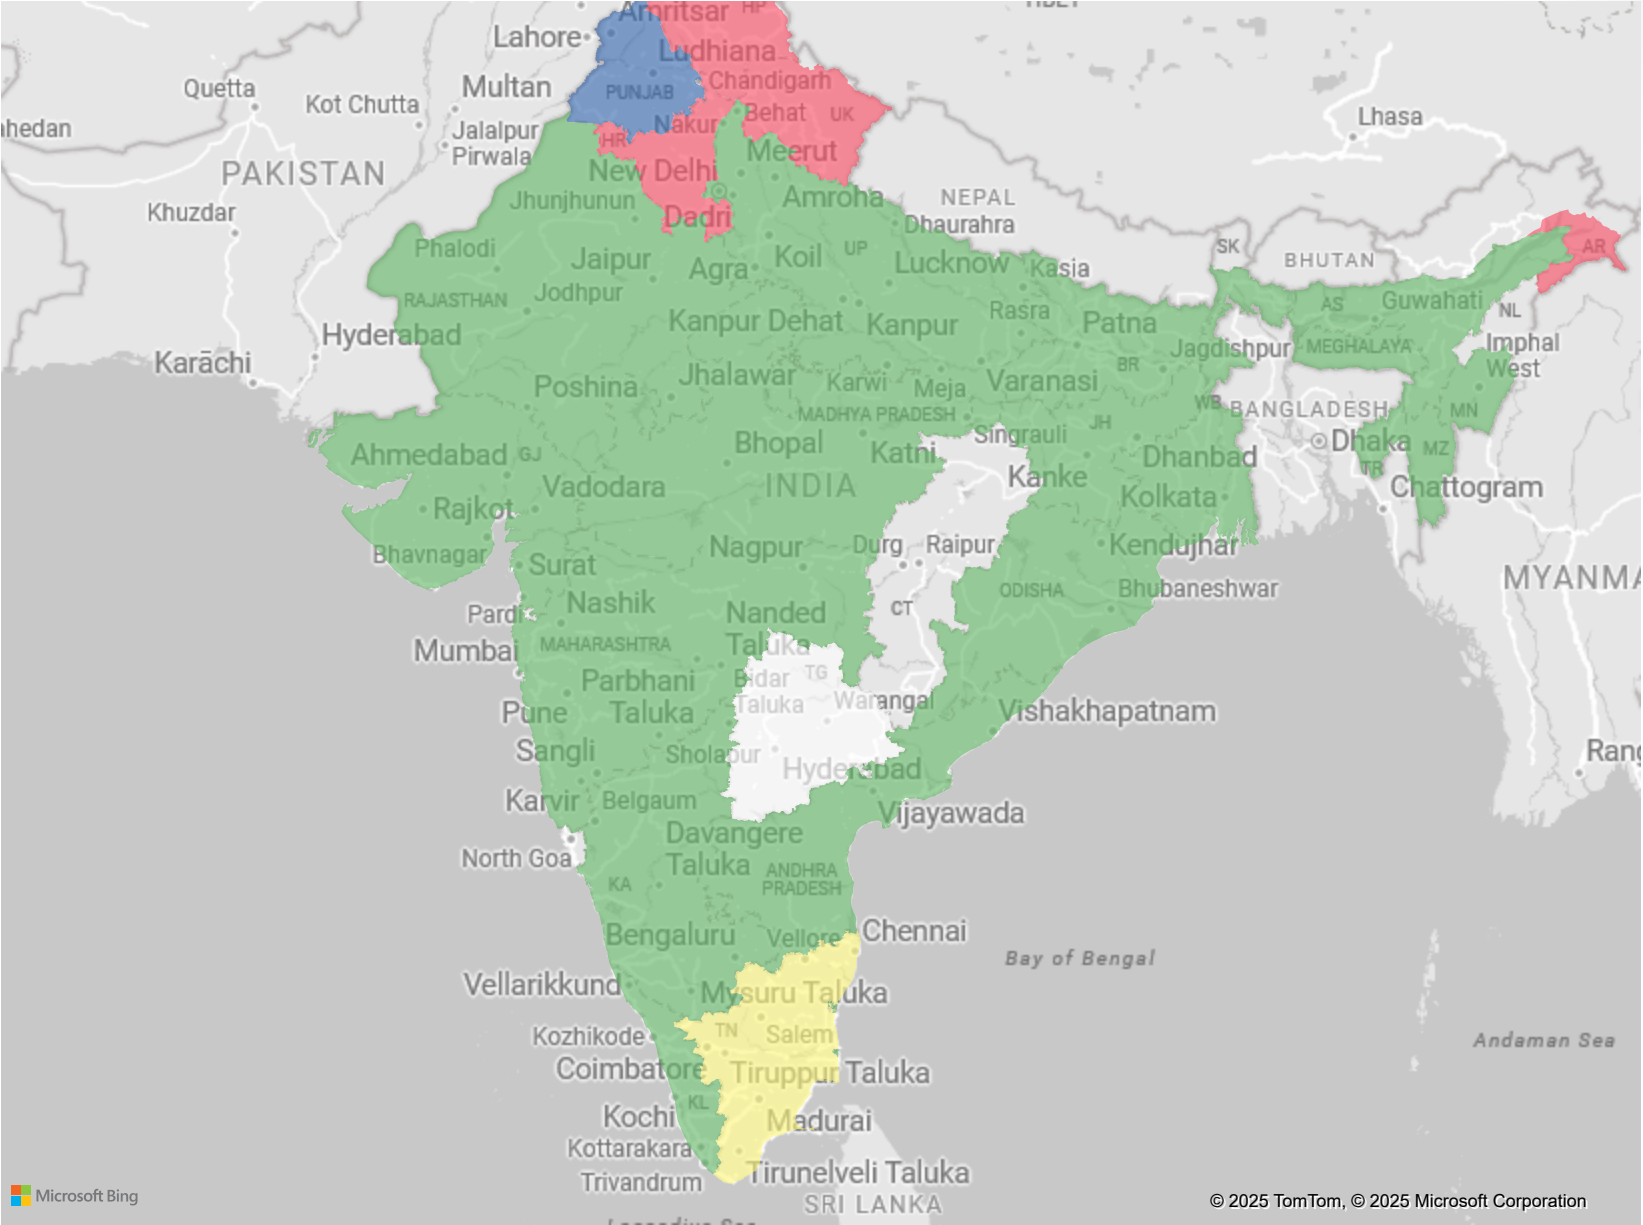 Amritsar
HP
Lahore
Ludhiana
Quetta
Multan
PUNJAB
Chandigarh
Kot Chutta
Behat
UK
Lhasa
Jalalpur
Pirwala
Nakur
HR
Meerut
PAKISTAN
New Delhi
Jhunjhunun
Amroha
NEPAL
Khuzdar
Dadri
Dhaurahra
Phalodi
Jaipur
Agra
Koil
UP
Lucknow
Kasia
SK
BHUTAN
AR
RAJASTHAN
Jodhpur
Rasra
AS
Guwahati
NL
Hyderabad
Kanpur Dehat
Kanpur
Patna
Karāchi
Jagdishpur
MEGHALAYA
Imphal
West
Poshina
Jhalawar
Karwi
Meja
Varanasi
BR
MADHYA PRADESH
WB
BANGLADESH
MN
Ahmedabad
GJ
Bhopal
Katni
Singrauli
JH
Dhanbad
Dhaka
MZ
TR
Vadodara
INDIA
Kanke
Kolkata
Chattogram
Rajkot
Bhavnagar
Surat
Nagpur
Durg
Raipur
Kendujhar
MYANMA
Pardi
Nashik
Nanded
Taluka
CT
ODISHA
Bhubaneshwar
Mumbai
MAHARASHTRA
Parbhani
Taluka
Bidar
Taluka
TG
Warangal
Pune
Vishakhapatnam
Sangli
Sholapur
Hyderabad
Karvir
Belgaum
Vijayawada
North Goa
Davangere
Taluka
ANDHRA
PRADESH
KA
Bengaluru
Vellore
Chennai
Bay of Bengal
Vellarikkund
Mysuru Taluka
Kozhikode
TN
Salem
Andaman Sea
Coimbatore
Tiruppur Taluka
Kochi
KL
Madurai
Kottarakara
Trivandrum
Tirunelveli Taluka
SRI LANKA
Microsoft Bing
© 2025 TomTom, © 2025 Microsoft Corporation